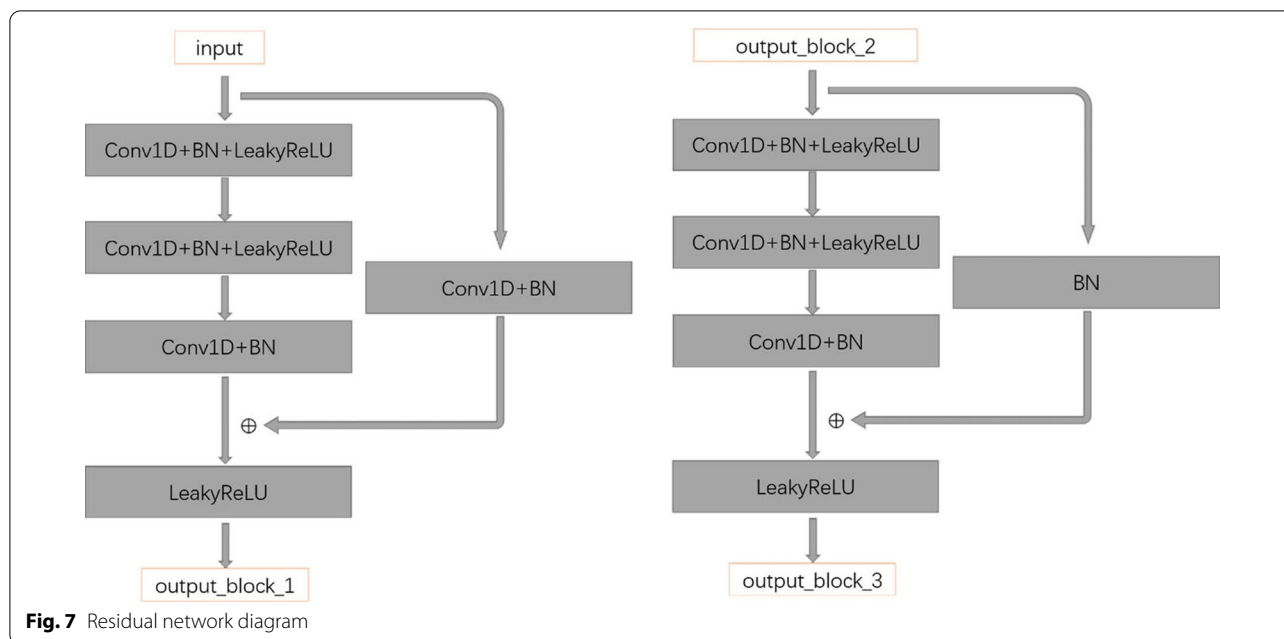 input
Conv1D+BN+LeakyReLU
Conv1D+BN+LeakyReLU
Conv1D+BN
Conv1D+BN
⊕
LeakyReLU
output_block_1
output_block_2
Conv1D+BN+LeakyReLU
Conv1D+BN+LeakyReLU
BN
Conv1D+BN
⊕
LeakyReLU
output_block_3
Fig. 7 Residual network diagram